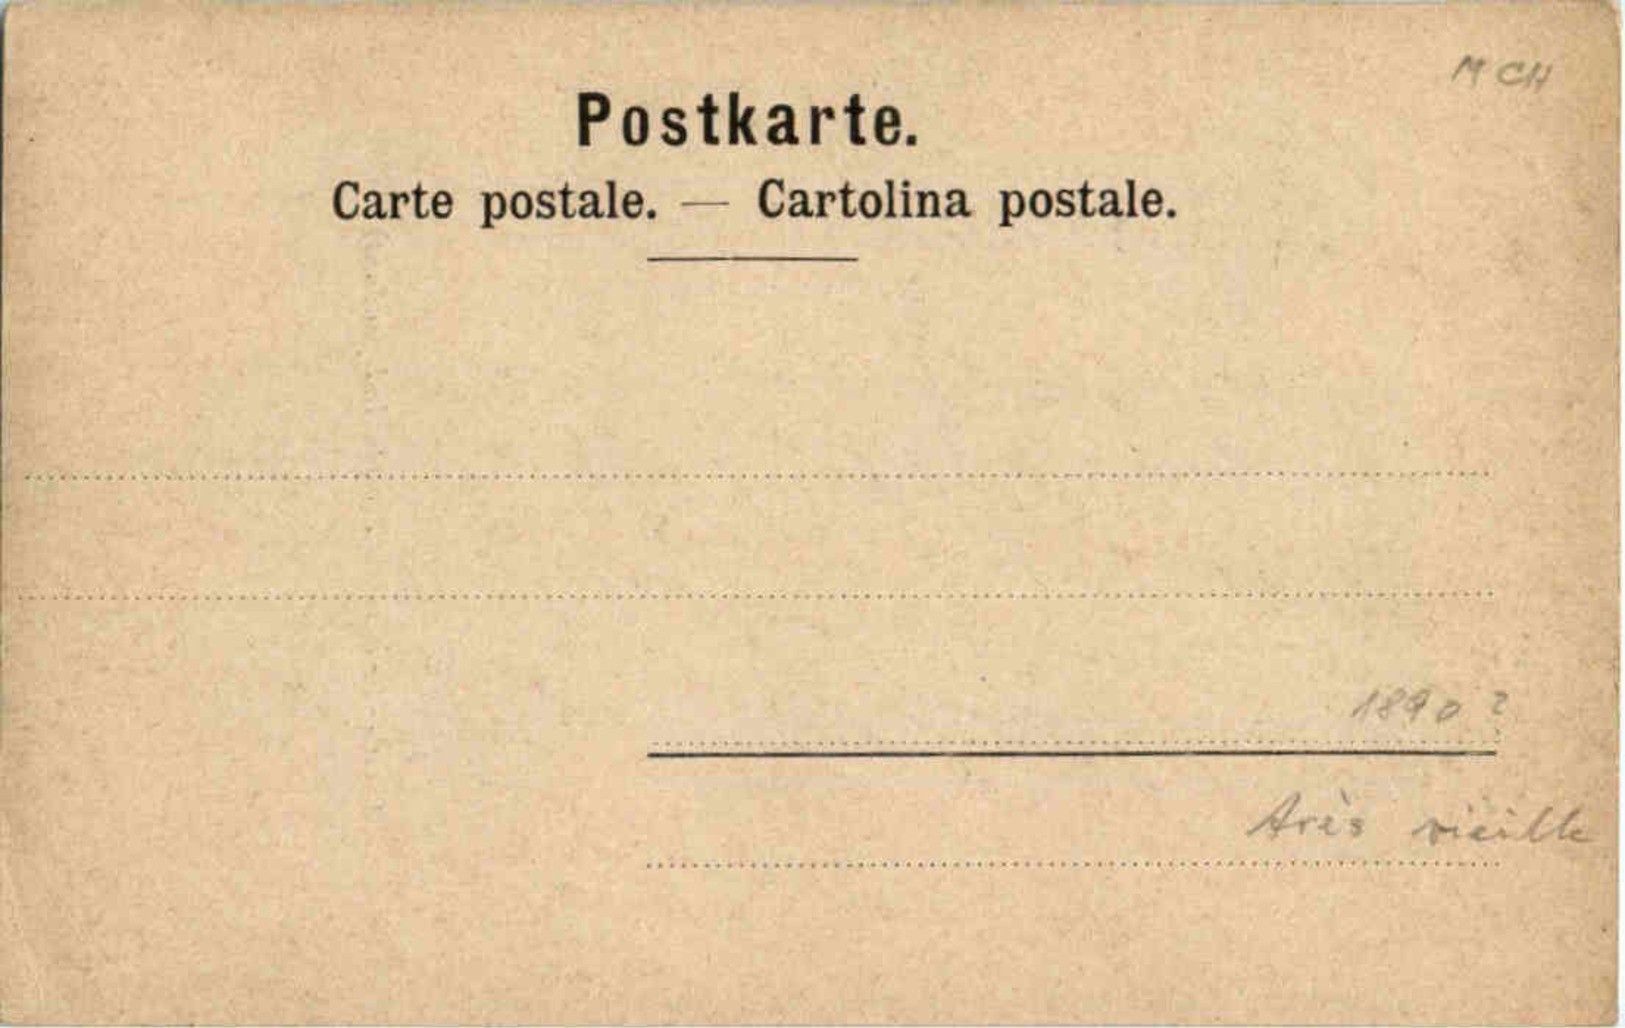 M CH
Postkarte.
Carte postale. — Cartolina postale.
1890 ?
Très vieille